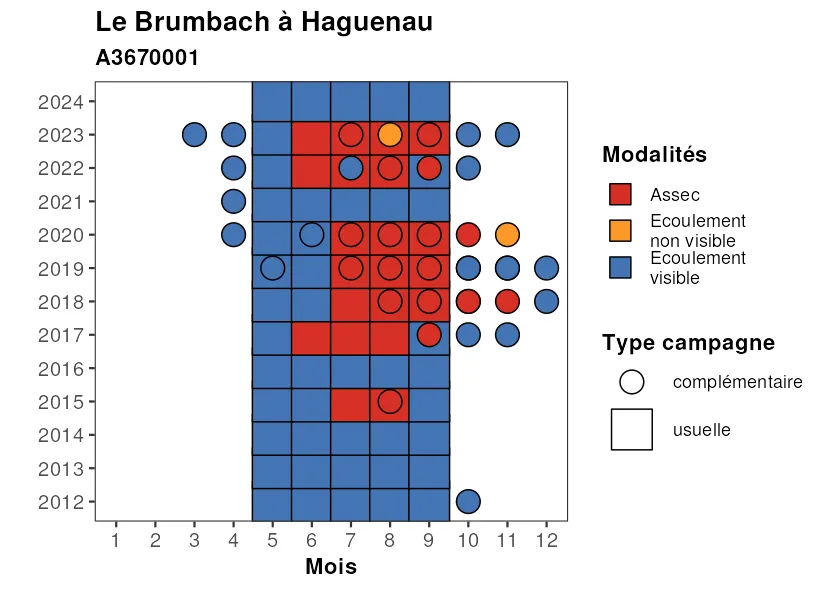 Le Brumbach à Haguenau
A3670001
2024
2023
2022
2021
2020
2019
2018
2017
2016
2015
2014
2013
2012
1 2 3 4 5 6 7 8 9 10 11 12
Mois
Modalités
Assec
Ecoulement
non visible
Ecoulement
visible
Type campagne
complémentaire
usuelle